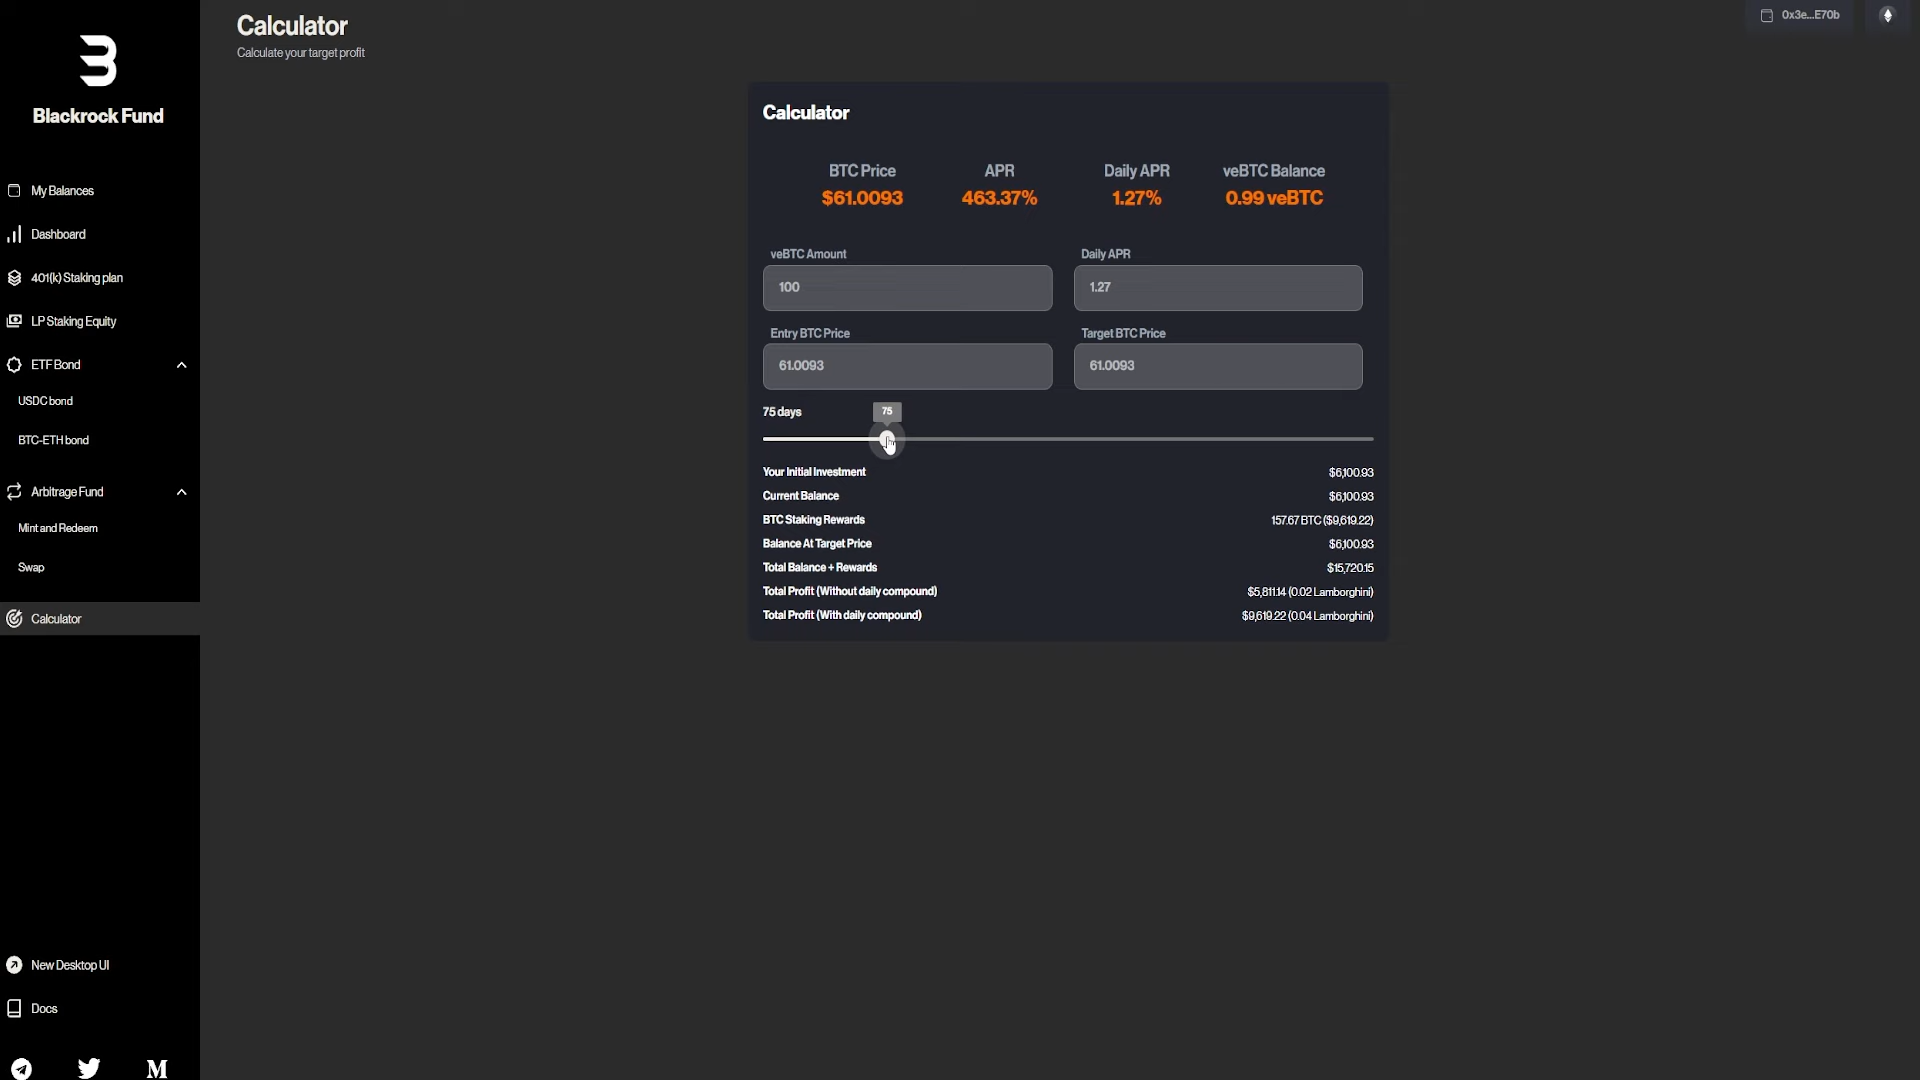 Blackrock Fund
My Balances
Dashboard
401(k) Staking plan
LP Staking Equity
ETF Bond
USDC bond
BTC-ETH bond
Arbitrage Fund
Mint and Redeem
Swap
Calculator
New Desktop UI
Docs
Calculator
Calculate your target profit
0x3e...E70b
Calculator
BTC Price APR Daily APR veBTC Balance
$61.0093 463.37% 1.27% 0.99 veBTC
veBTC Amount Daily APR
100 1.27
Entry BTC Price Target BTC Price
61.0093 61.0093
75 days 75
Your Initial Investment $6,100.93
Current Balance $6,100.93
BTC Staking Rewards 157.67 BTC ($9,619.22)
Balance At Target Price $6,100.93
Total Balance + Rewards $15,720.15
Total Profit (Without daily compound) $5,811.14 (0.02 Lamborghini)
Total Profit (With daily compound) $9,619.22 (0.04 Lamborghini)